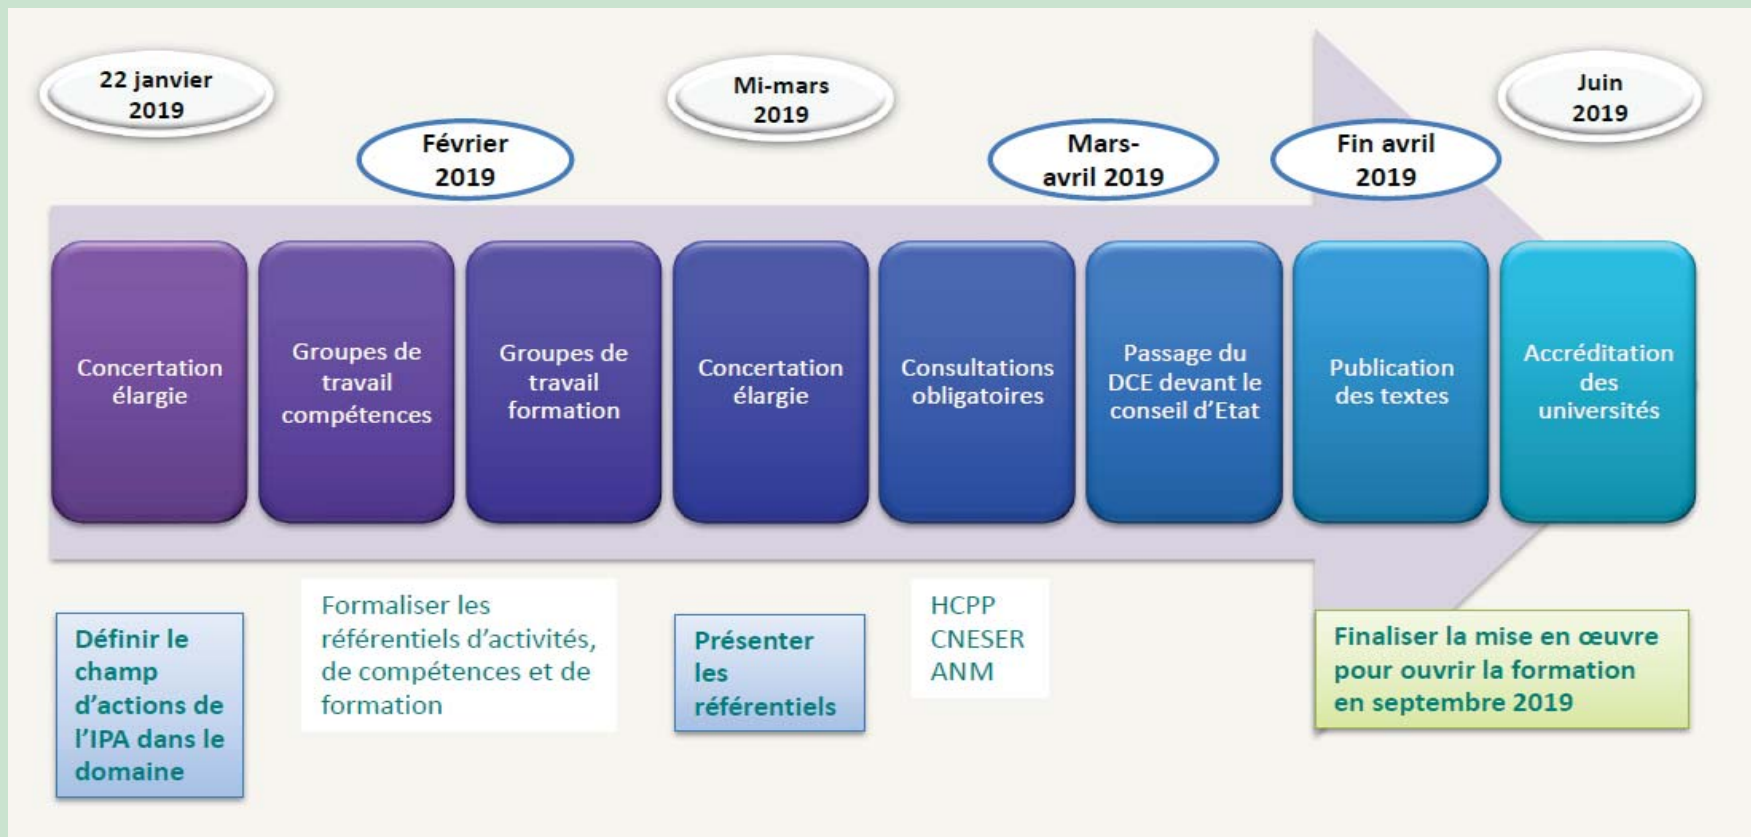 22 janvier
2019
Février
2019
Mi-mars
2019
Mars-
avril 2019
Fin avril
2019
Juin
2019
Concertation
élargie
Groupes de
travail
compétences
Groupes de
travail
formation
Concertation
élargie
Consultations
obligatoires
Passage du
DCE devant le
conseil d'Etat
Publication
des textes
Accréditation
des
universités
Définir le
champ
d'actions de
l'IPA dans le
domaine
Formaliser les
référentiels d'activités,
de compétences et de
formation
Présenter
les
référentiels
HCPP
CNESER
ANM
Finaliser la mise en œuvre
pour ouvrir la formation
en septembre 2019